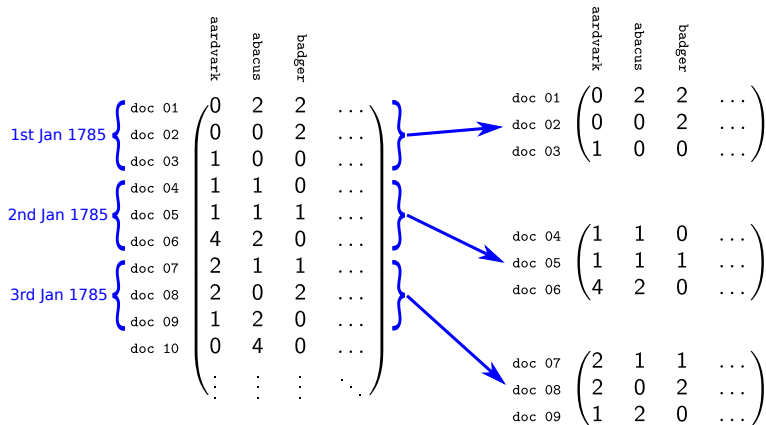 aardvark abacus badger
doc 01 0 2 2 ...
1st Jan 1785 doc 02 0 0 2 ...
doc 03 1 0 0 ...
doc 04 1 1 0 ...
2nd Jan 1785 doc 05 1 1 1 ...
doc 06 4 2 0 ...
doc 07 2 1 1 ...
3rd Jan 1785 doc 08 2 0 2 ...
doc 09 1 2 0 ...
doc 10 0 4 0 ...
⋮ ⋮ ⋮ ⋱
aardvark abacus badger
doc 01 0 2 2 ...
doc 02 0 0 2 ...
doc 03 1 0 0 ...
doc 04 1 1 0 ...
doc 05 1 1 1 ...
doc 06 4 2 0 ...
doc 07 2 1 1 ...
doc 08 2 0 2 ...
doc 09 1 2 0 ...